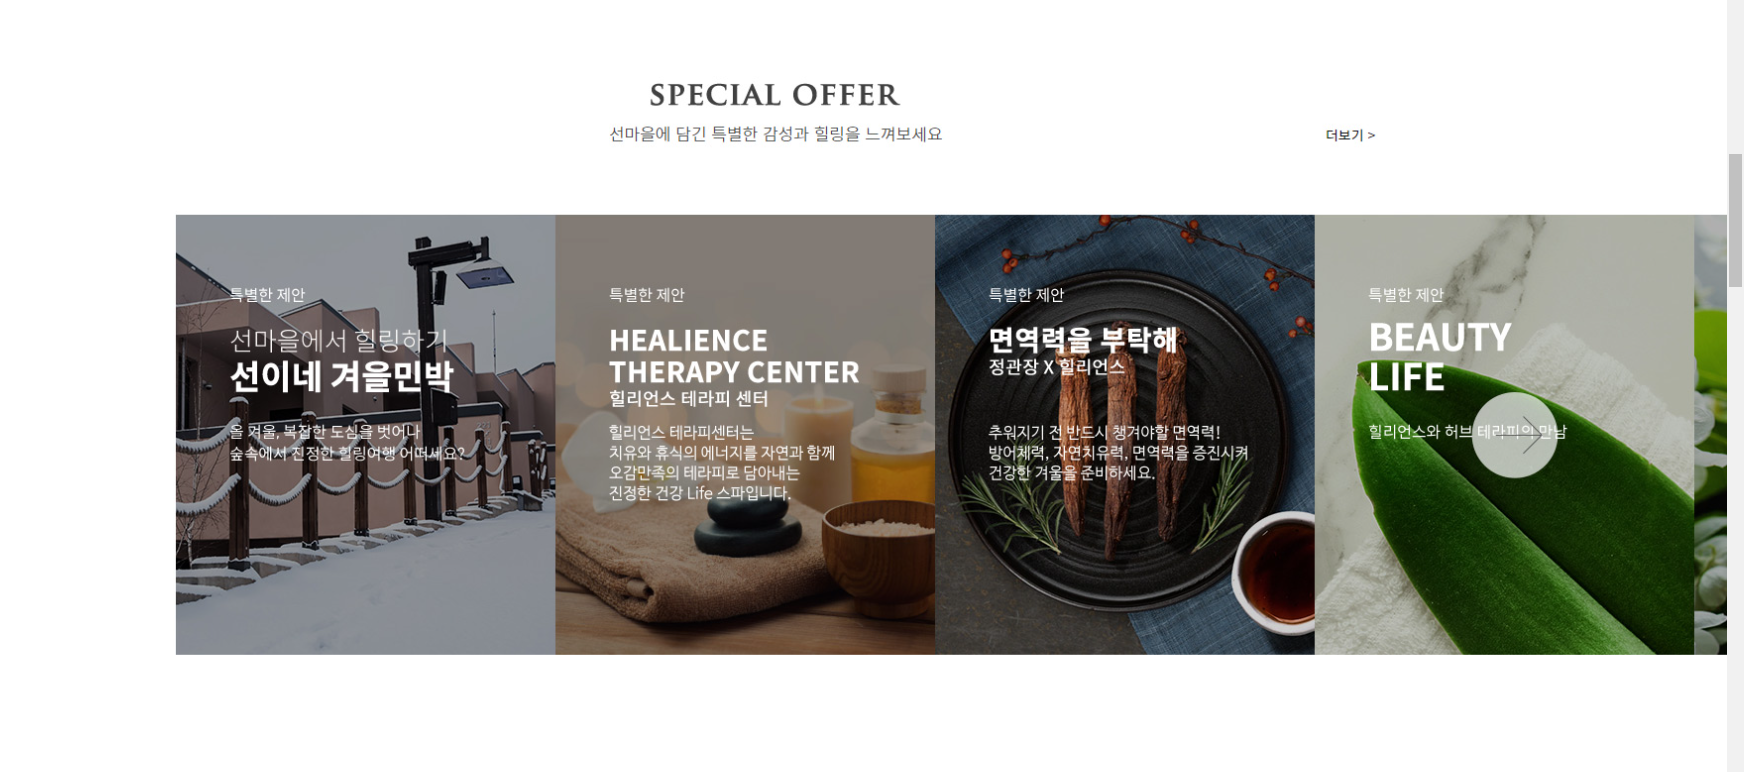 SPECIAL OFFER
선마을에 담긴 특별한 감성과 힐링을 느껴보세요
더보기 >
특별한 제안
선마을에서 힐링하기
선이네 겨울민박
올 겨울, 복잡한 도심을 벗어나
숲속에서 진정한 힐링여행 어떠세요?
특별한 제안
HEALIENCE
THERAPY CENTER
힐리언스 테라피 센터
힐리언스 테라피센터는
치유와 휴식의 에너지를 자연과 함께
오감만족의 테라피로 담아내는
진정한 건강 Life 스파입니다.
특별한 제안
면역력을 부탁해
정관장 X 힐리언스
추워지기 전 반드시 챙겨야할 면역력!
방어체력, 자연치유력, 면역력을 증진시켜
건강한 겨울을 준비하세요.
특별한 제안
BEAUTY
LIFE
힐리언스와 허브 테라피의 만남